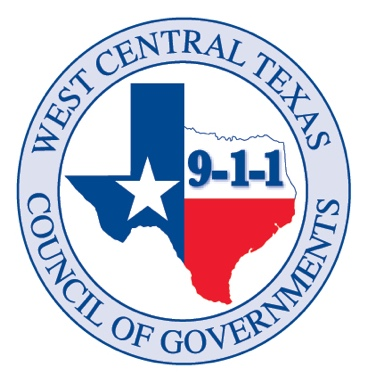 WEST CENTRAL TEXAS
9-1-1
COUNCIL OF GOVERNMENTS